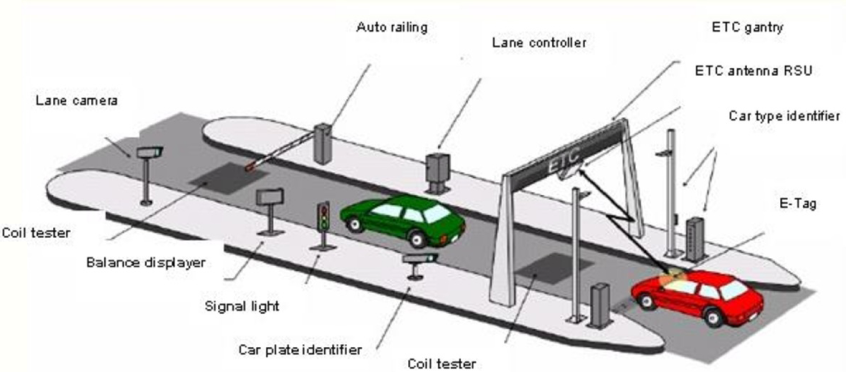 Auto railing
Lane controller
ETC gantry
ETC antenna RSU
Lane camera
Car type identifier
ETC
E-Tag
Coil tester
Balance displayer
Signal light
Car plate identifier
Coil tester